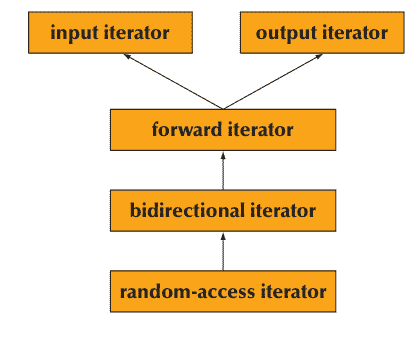 input iterator
output iterator
forward iterator
bidirectional iterator
random-access iterator